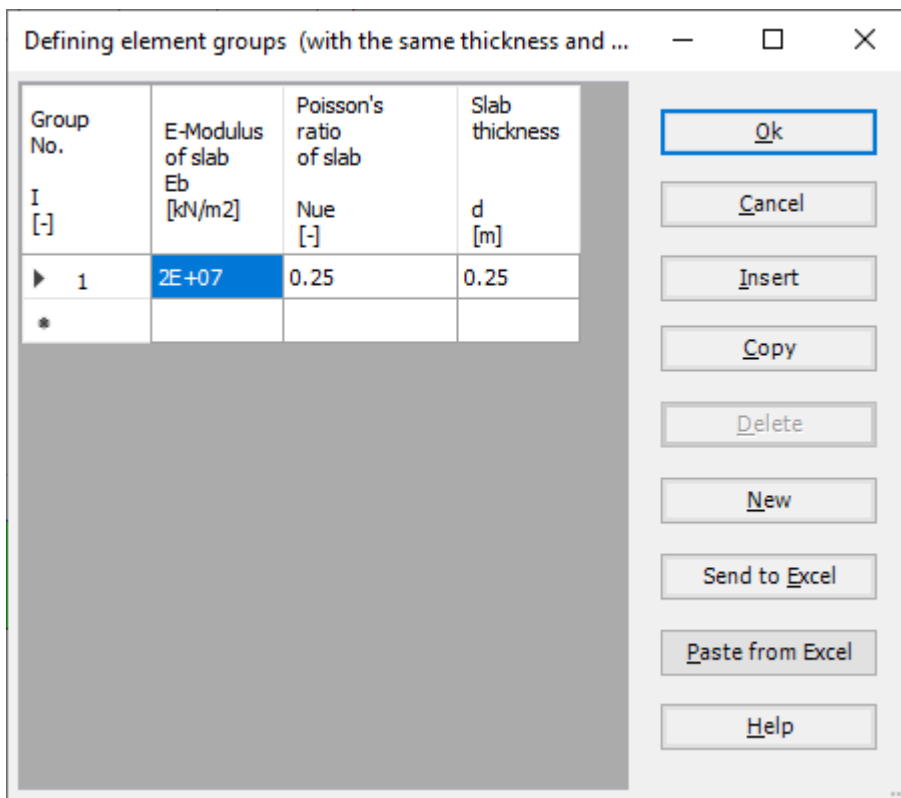 Defining element groups (with the same thickness and ...
Group
No.
I
[-]
E-Modulus
of slab
Eb
[kN/m2]
Poisson's
ratio
of slab
Nue
[-]
Slab
thickness
d
[m]
1
2E+07
0.25
0.25
Ok
Cancel
Insert
Copy
Delete
New
Send to Excel
Paste from Excel
Help